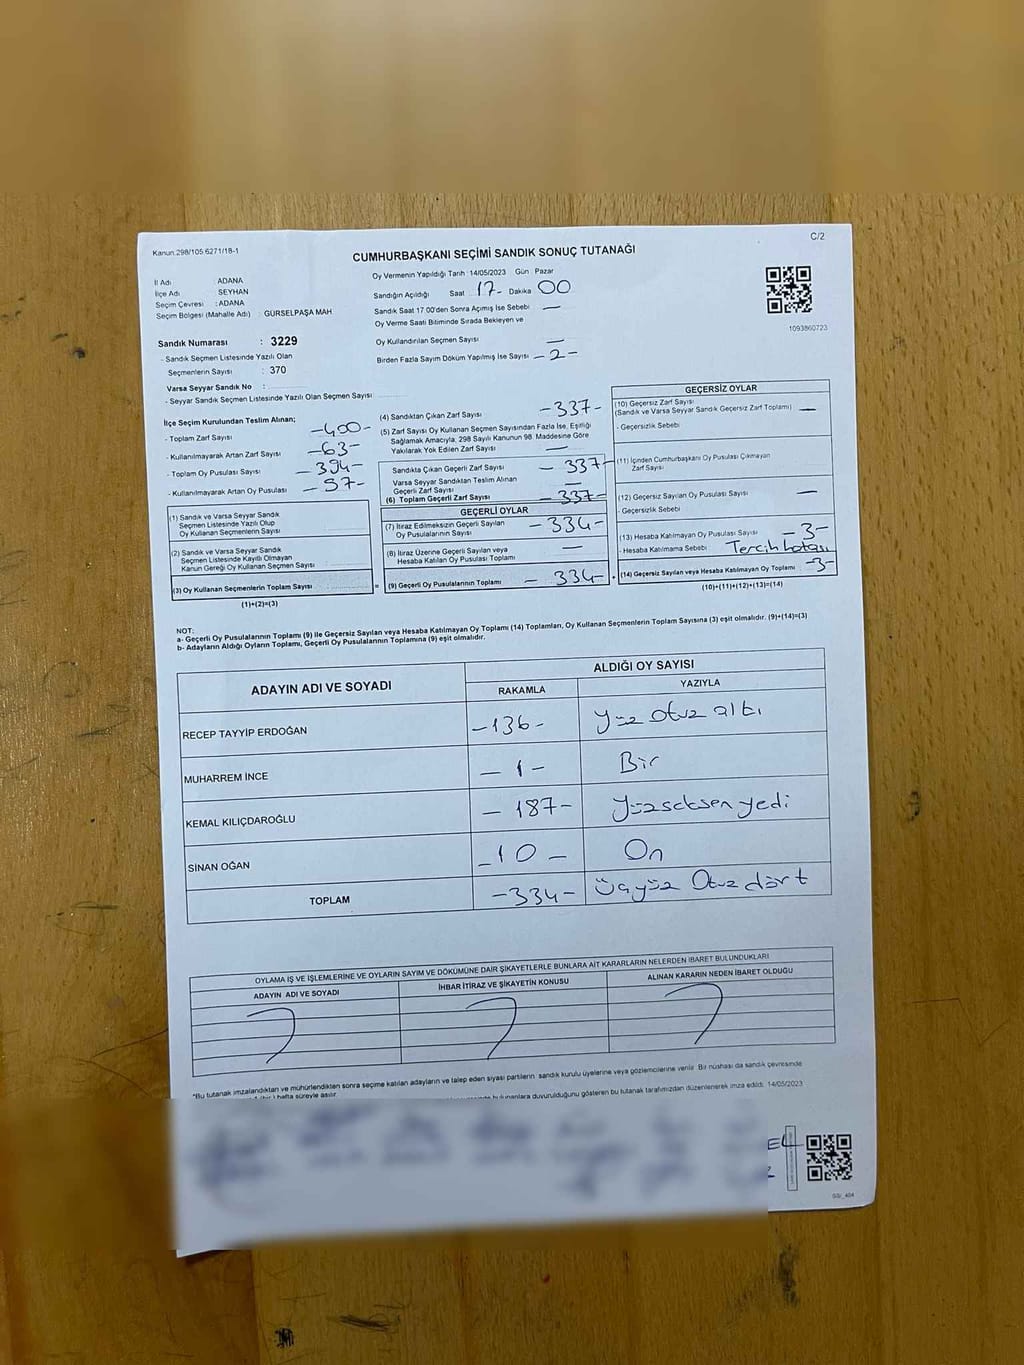 Kanun:298/105 6271/18-1
C/2
CUMHURBAŞKANI SEÇİMİ SANDIK SONUÇ TUTANAĞI
İl Adı : ADANA
İlçe Adı : SEYHAN
Seçim Çevresi : ADANA
Seçim Bölgesi (Mahalle Adı) : GÜRSELPAŞA MAH
Oy Vermenin Yapıldığı Tarih :14/05/2023 Gün : Pazar
Sandığın Açıldığı Saat 17- Dakika 00
Sandık Saat 17:00'den Sonra Açımış İse Sebebi —
Oy Verme Saati Bitiminde Sırada Bekleyen ve
Oy Kullandırılan Seçmen Sayısı —
Birden Fazla Sayım Döküm Yapılmış İse Sayısı -2-
1093860723
Sandık Numarası : 3229
- Sandık Seçmen Listesinde Yazılı Olan
Seçmenlerin Sayısı : 370
Varsa Seyyar Sandık No :
- Seyyar Sandık Seçmen Listesinde Yazılı Olan Seçmen Sayısı
İlçe Seçim Kurulundan Teslim Alınan;
- Toplam Zarf Sayısı -400-
- Kullanılmayarak Artan Zarf Sayısı -63-
- Toplam Oy Pusulası Sayısı -394-
- Kullanılmayarak Artan Oy Pusulası -57-
(1) Sandık ve Varsa Seyyar Sandık
Seçmen Listesinde Yazılı Olup
Oy Kullanan Seçmenlerin Sayısı
(2) Sandık ve Varsa Seyyar Sandık
Seçmen Listesinde Kayıtlı Olmayan
Kanun Gereği Oy Kullanan Seçmen Sayısı
(3) Oy Kullanan Seçmenlerin Toplam Sayısı =
(1)+(2)=(3)
(4) Sandıktan Çıkan Zarf Sayısı -337-
(5) Zarf Sayısı Oy Kullanan Seçmen Sayısından Fazla İse, Eşitliği
Sağlamak Amacıyla, 298 Sayılı Kanunun 98. Maddesine Göre
Yakılarak Yok Edilen Zarf Sayısı —
Sandıkta Çıkan Geçerli Zarf Sayısı -337-
Varsa Seyyar Sandıktan Teslim Alınan
Geçerli Zarf Sayısı —
(6) Toplam Geçerli Zarf Sayısı -337-
GEÇERLİ OYLAR
(7) İtiraz Edilmeksizin Geçerli Sayılan
Oy Pusulalarının Sayısı -334-
(8) İtiraz Üzerine Geçerli Sayılan veya
Hesaba Katılan Oy Pusulası Toplamı —
(9) Geçerli Oy Pusulalarının Toplamı -334-
GEÇERSİZ OYLAR
(10) Geçersiz Zarf Sayısı
(Sandık ve Varsa Seyyar Sandık Geçersiz Zarf Toplamı) —
- Geçersizlik Sebebi
(11) İçinden Cumhurbaşkanı Oy Pusulası Çıkmayan
Zarf Sayısı
(12) Geçersiz Sayılan Oy Pusulası Sayısı —
- Geçersizlik Sebebi
(13) Hesaba Katılmayan Oy Pusulası Sayısı -3-
- Hesaba Katılmama Sebebi Tercih hatası
+ (14) Geçersiz Sayılan veya Hesaba Katılmayan Oy Toplamı -3-
(10)+(11)+(12)+(13)=(14)
NOT:
a- Geçerli Oy Pusulalarının Toplamı (9) ile Geçersiz Sayılan veya Hesaba Katılmayan Oy Toplamı (14) Toplamları, Oy Kullanan Seçmenlerin Toplam Sayısına (3) eşit olmalıdır. (9)+(14)=(3)
b- Adayların Aldığı Oyların Toplamı, Geçerli Oy Pusulalarının Toplamına (9) eşit olmalıdır.
ADAYIN ADI VE SOYADI ALDIĞI OY SAYISI
RAKAMLA YAZIYLA
RECEP TAYYİP ERDOĞAN -136- Yüz otuz altı
MUHARREM İNCE -1- Bir
KEMAL KILIÇDAROĞLU -187- Yüzseksen yedi
SİNAN OĞAN -10- On
TOPLAM -334- Üçyüz Otuz dört
OYLAMA İŞ VE İŞLEMLERİNE VE OYLARIN SAYIM VE DÖKÜMÜNE DAİR ŞİKAYETLERLE BUNLARA AİT KARARLARIN NELERDEN İBARET BULUNDUKLARI
ADAYIN ADI VE SOYADI İHBAR İTİRAZ VE ŞİKAYETİN KONUSU ALINAN KARARIN NEDEN İBARET OLDUĞU
*Bu tutanak imzalandıktan ve mühürlendikten sonra seçime katılan adayların ve talep eden siyasi partilerin sandık kurulu üyelerine veya gözlemcilerine verilir. Bir nüshası da sandık çevresinde
hafta süreyle asılır. bulunanlara duyurulduğunu gösteren bu tutanak tarafımızdan düzenlenerek imza edildi. 14/05/2023